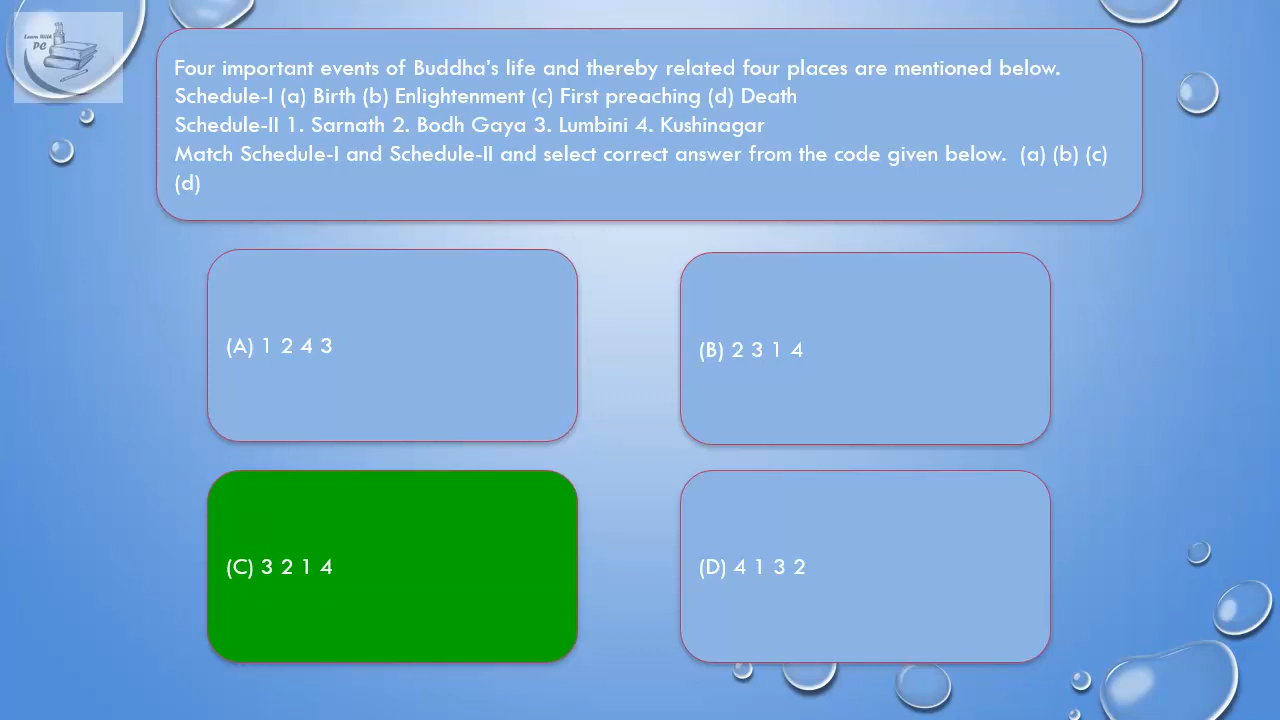 Learn With
PC
Four important events of Buddha's life and thereby related four places are mentioned below.
Schedule-I (a) Birth (b) Enlightenment (c) First preaching (d) Death
Schedule-II 1. Sarnath 2. Bodh Gaya 3. Lumbini 4. Kushinagar
Match Schedule-I and Schedule-II and select correct answer from the code given below.  (a) (b) (c)
(d)
(A) 1 2 4 3
(B) 2 3 1 4
(C) 3 2 1 4
(D) 4 1 3 2